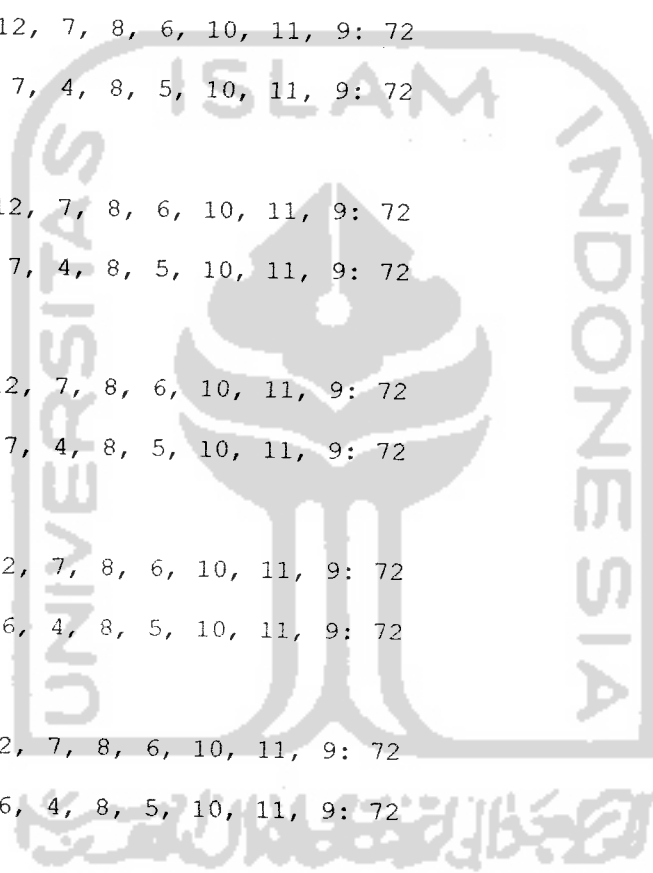 12, 7, 8, 6, 10, 11, 9: 72
7, 4, 8, 5, 10, 11, 9: 72
12, 7, 8, 6, 10, 11, 9: 72
7, 4, 8, 5, 10, 11, 9: 72
2, 7, 8, 6, 10, 11, 9: 72
7, 4, 8, 5, 10, 11, 9: 72
2, 7, 8, 6, 10, 11, 9: 72
6, 4, 8, 5, 10, 11, 9: 72
2, 7, 8, 6, 10, 11, 9: 72
6, 4, 8, 5, 10, 11, 9: 72
UNIVERSITAS
ISLAM
INDONESIA